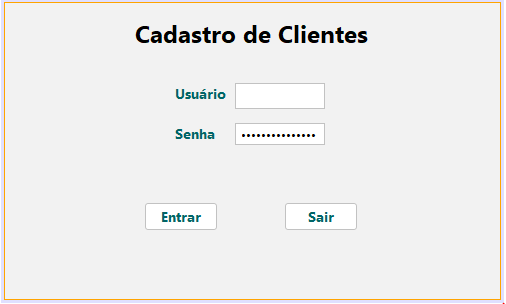 Cadastro de Clientes
Usuário
Senha •••••••••••••••
Entrar Sair